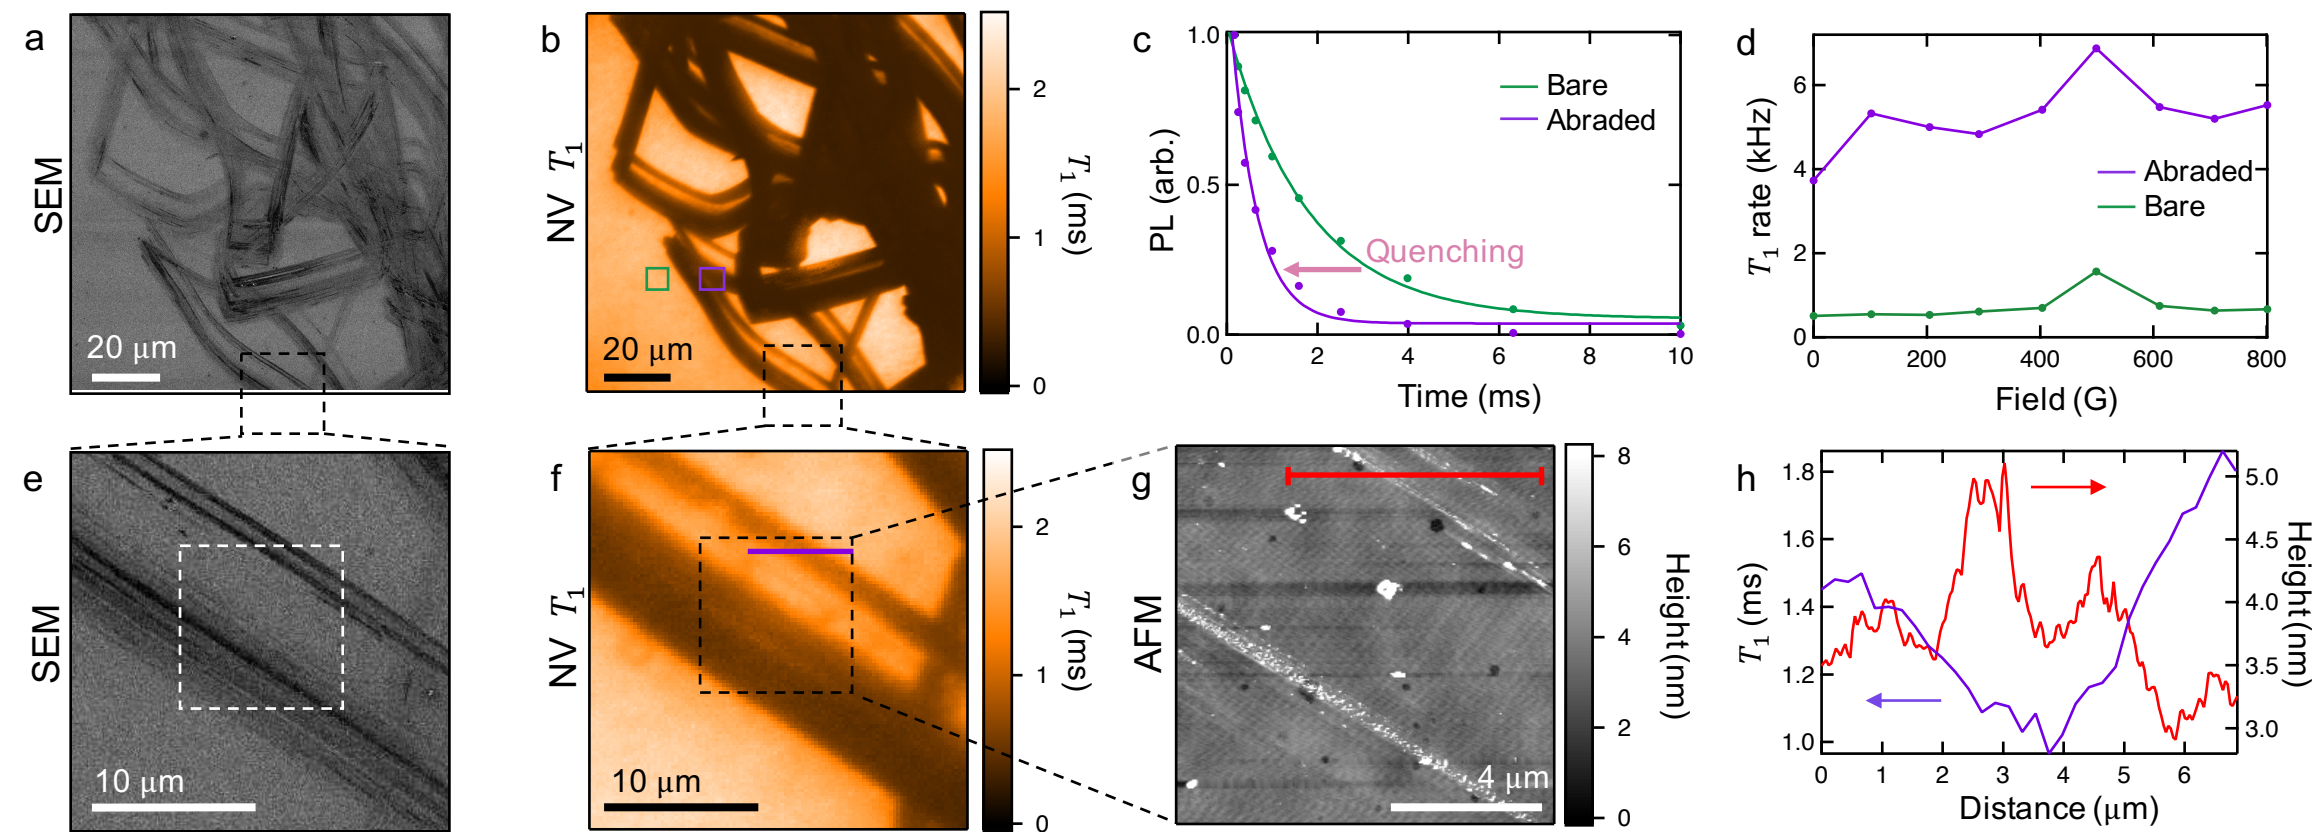 a
SEM
20 μm
b
NV T₁
20 μm
2
1
0
T₁ (ms)
c
PL (arb.)
1.0
0.5
0.0
Bare
Abraded
Quenching
0 2 4 6 8 10
Time (ms)
d
T₁ rate (kHz)
6
4
2
0
Abraded
Bare
0 200 400 600 800
Field (G)
e
SEM
10 μm
f
NV T₁
10 μm
2
1
0
T₁ (ms)
g
AFM
4 μm
8
6
4
2
0
Height (nm)
h
T₁ (ms)
1.8
1.6
1.4
1.2
1.0
5.0
4.5
4.0
3.5
3.0
Height (nm)
0 1 2 3 4 5 6
Distance (μm)